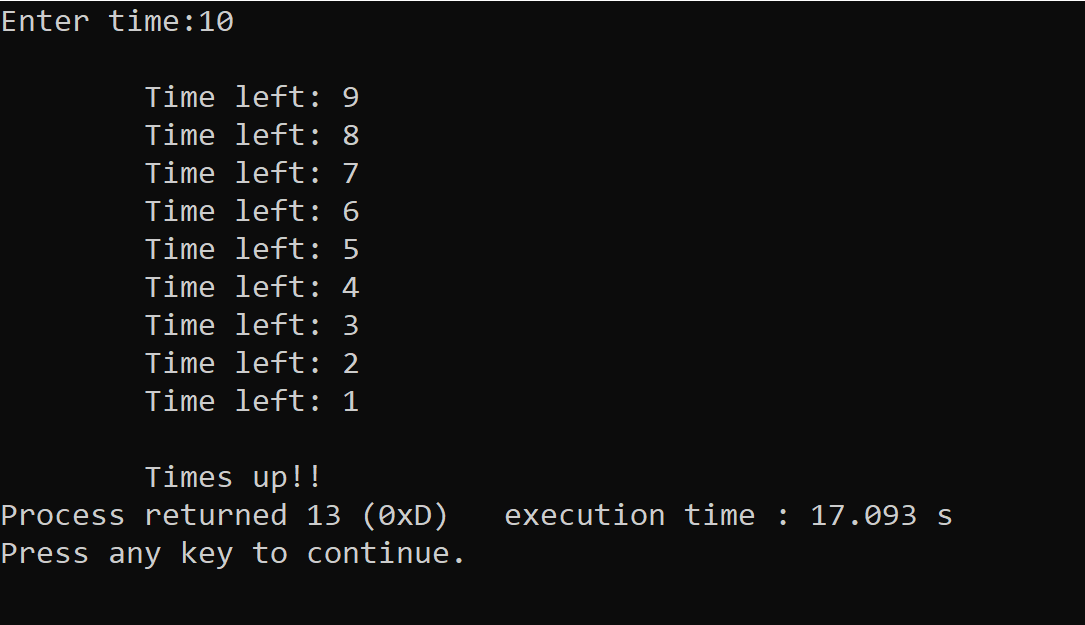 Enter time:10
Time left: 9
Time left: 8
Time left: 7
Time left: 6
Time left: 5
Time left: 4
Time left: 3
Time left: 2
Time left: 1
Times up!!
Process returned 13 (0xD)   execution time : 17.093 s
Press any key to continue.